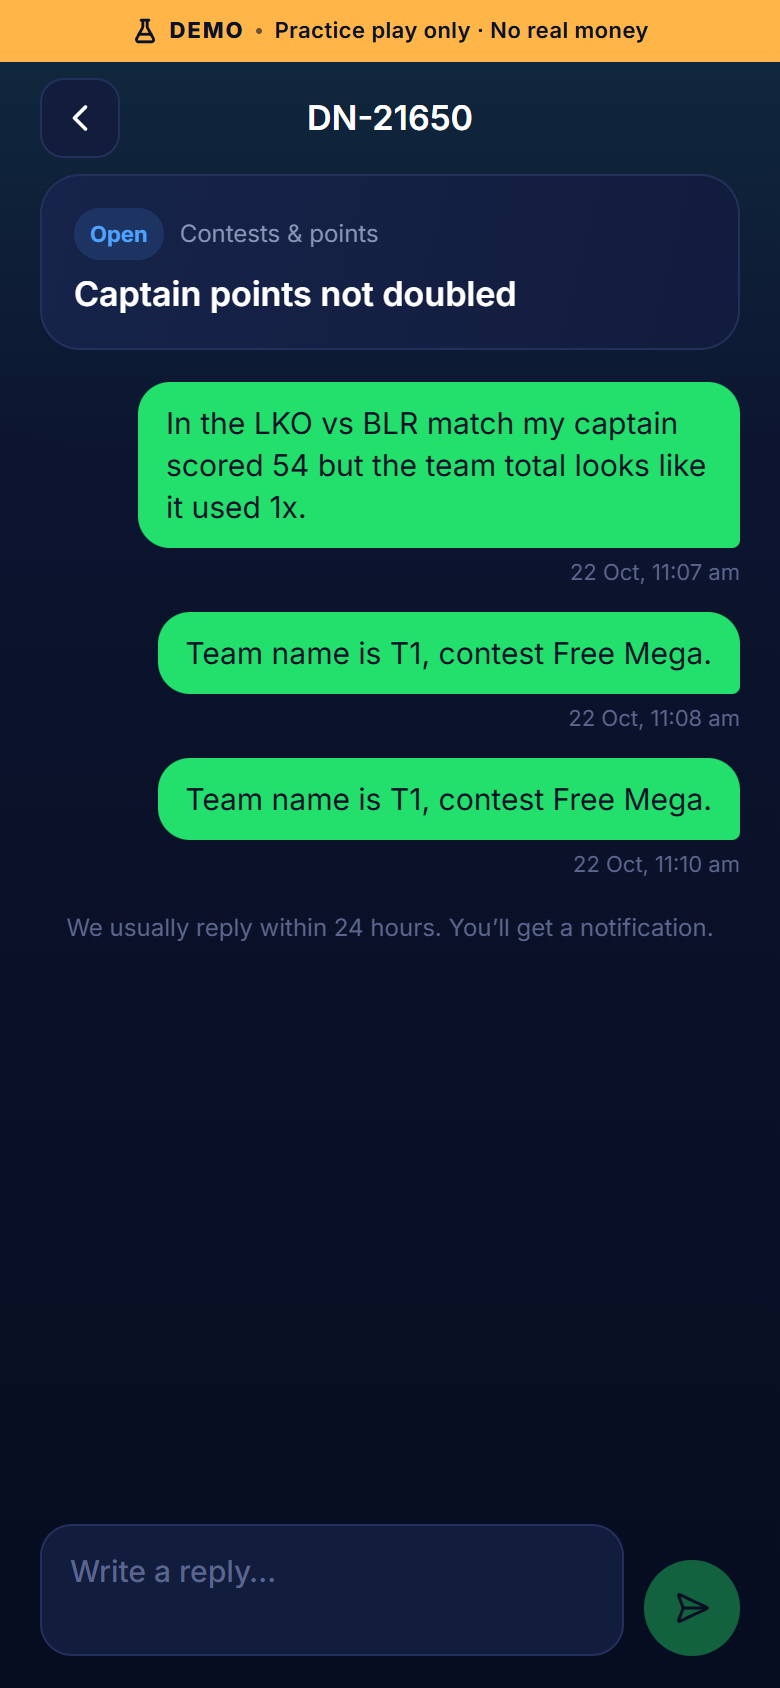 DEMO • Practice play only · No real money
DN-21650
Open Contests & points
Captain points not doubled
In the LKO vs BLR match my captain
scored 54 but the team total looks like
it used 1x.
22 Oct, 11:07 am
Team name is T1, contest Free Mega.
22 Oct, 11:08 am
Team name is T1, contest Free Mega.
22 Oct, 11:10 am
We usually reply within 24 hours. You’ll get a notification.
Write a reply...